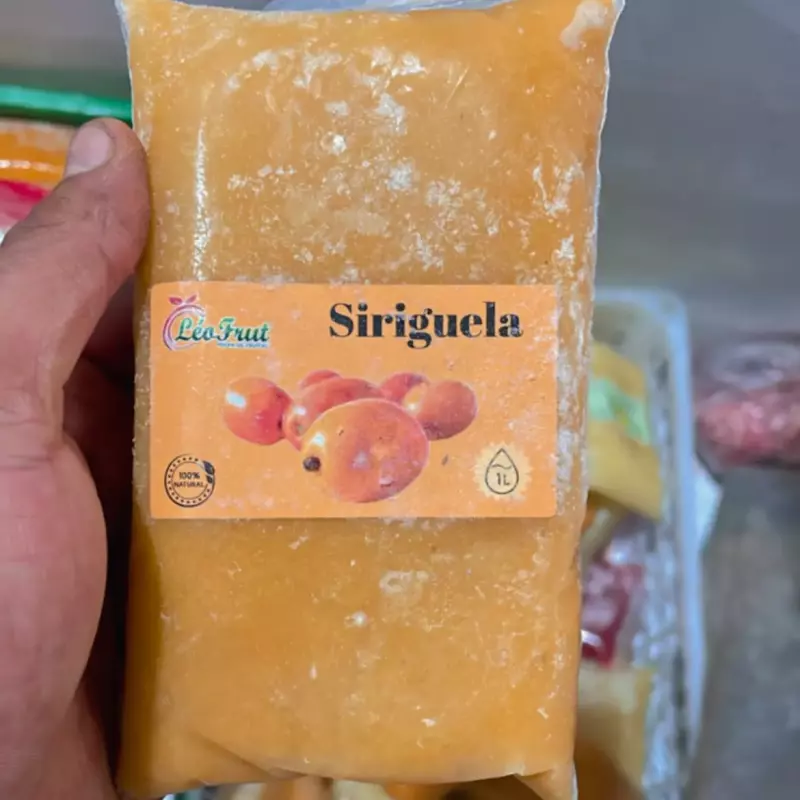 LéoFrut
Siriguela
100%
NATURAL
1L